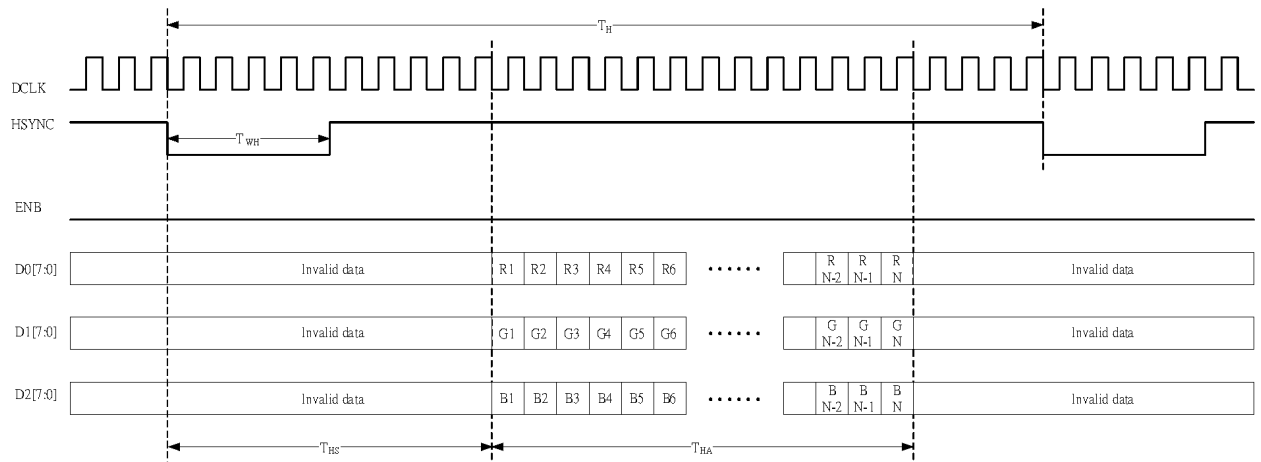 TH
DCLK
HSYNC
TWH
ENB
D0[7:0]
Invalid data
R1 R2 R3 R4 R5 R6 ······ R N-2 R N-1 R N
Invalid data
D1[7:0]
Invalid data
G1 G2 G3 G4 G5 G6 ······ G N-2 G N-1 G N
Invalid data
D2[7:0]
Invalid data
B1 B2 B3 B4 B5 B6 ······ B N-2 B N-1 B N
Invalid data
THS
THA